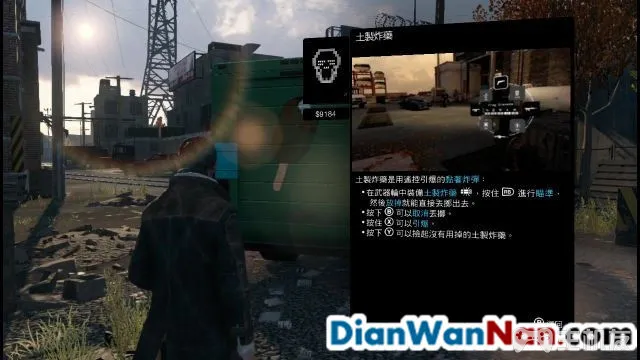 土製炸藥
$9184
土製炸藥是用遙控引爆的黏著炸彈：
•在武器輪中裝備土製炸藥，按住 RB 進行瞄準，
然後放掉就能直接丟擲出去。
•按下 B 可以取消丟擲。
•按住 X 可以引爆。
•按下 Y 可以撿起沒有用掉的土製炸藥。
DianWanNan.com